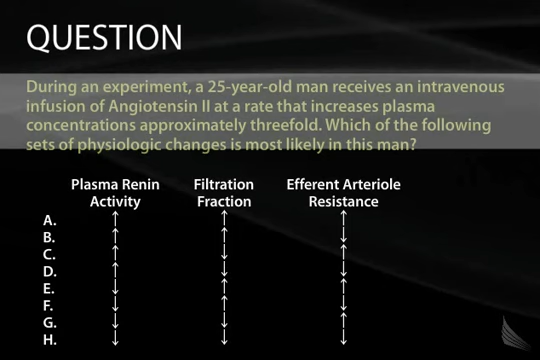 QUESTION
During an experiment, a 25-year-old man receives an intravenous
infusion of Angiotensin II at a rate that increases plasma
concentrations approximately threefold. Which of the following
sets of physiologic changes is most likely in this man?
Plasma Renin Filtration Efferent Arteriole
Activity Fraction Resistance
A. ↑ ↑ ↑
B. ↑ ↑ ↓
C. ↑ ↓ ↑
D. ↑ ↓ ↓
E. ↓ ↑ ↑
F. ↓ ↑ ↓
G. ↓ ↓ ↑
H. ↓ ↓ ↓